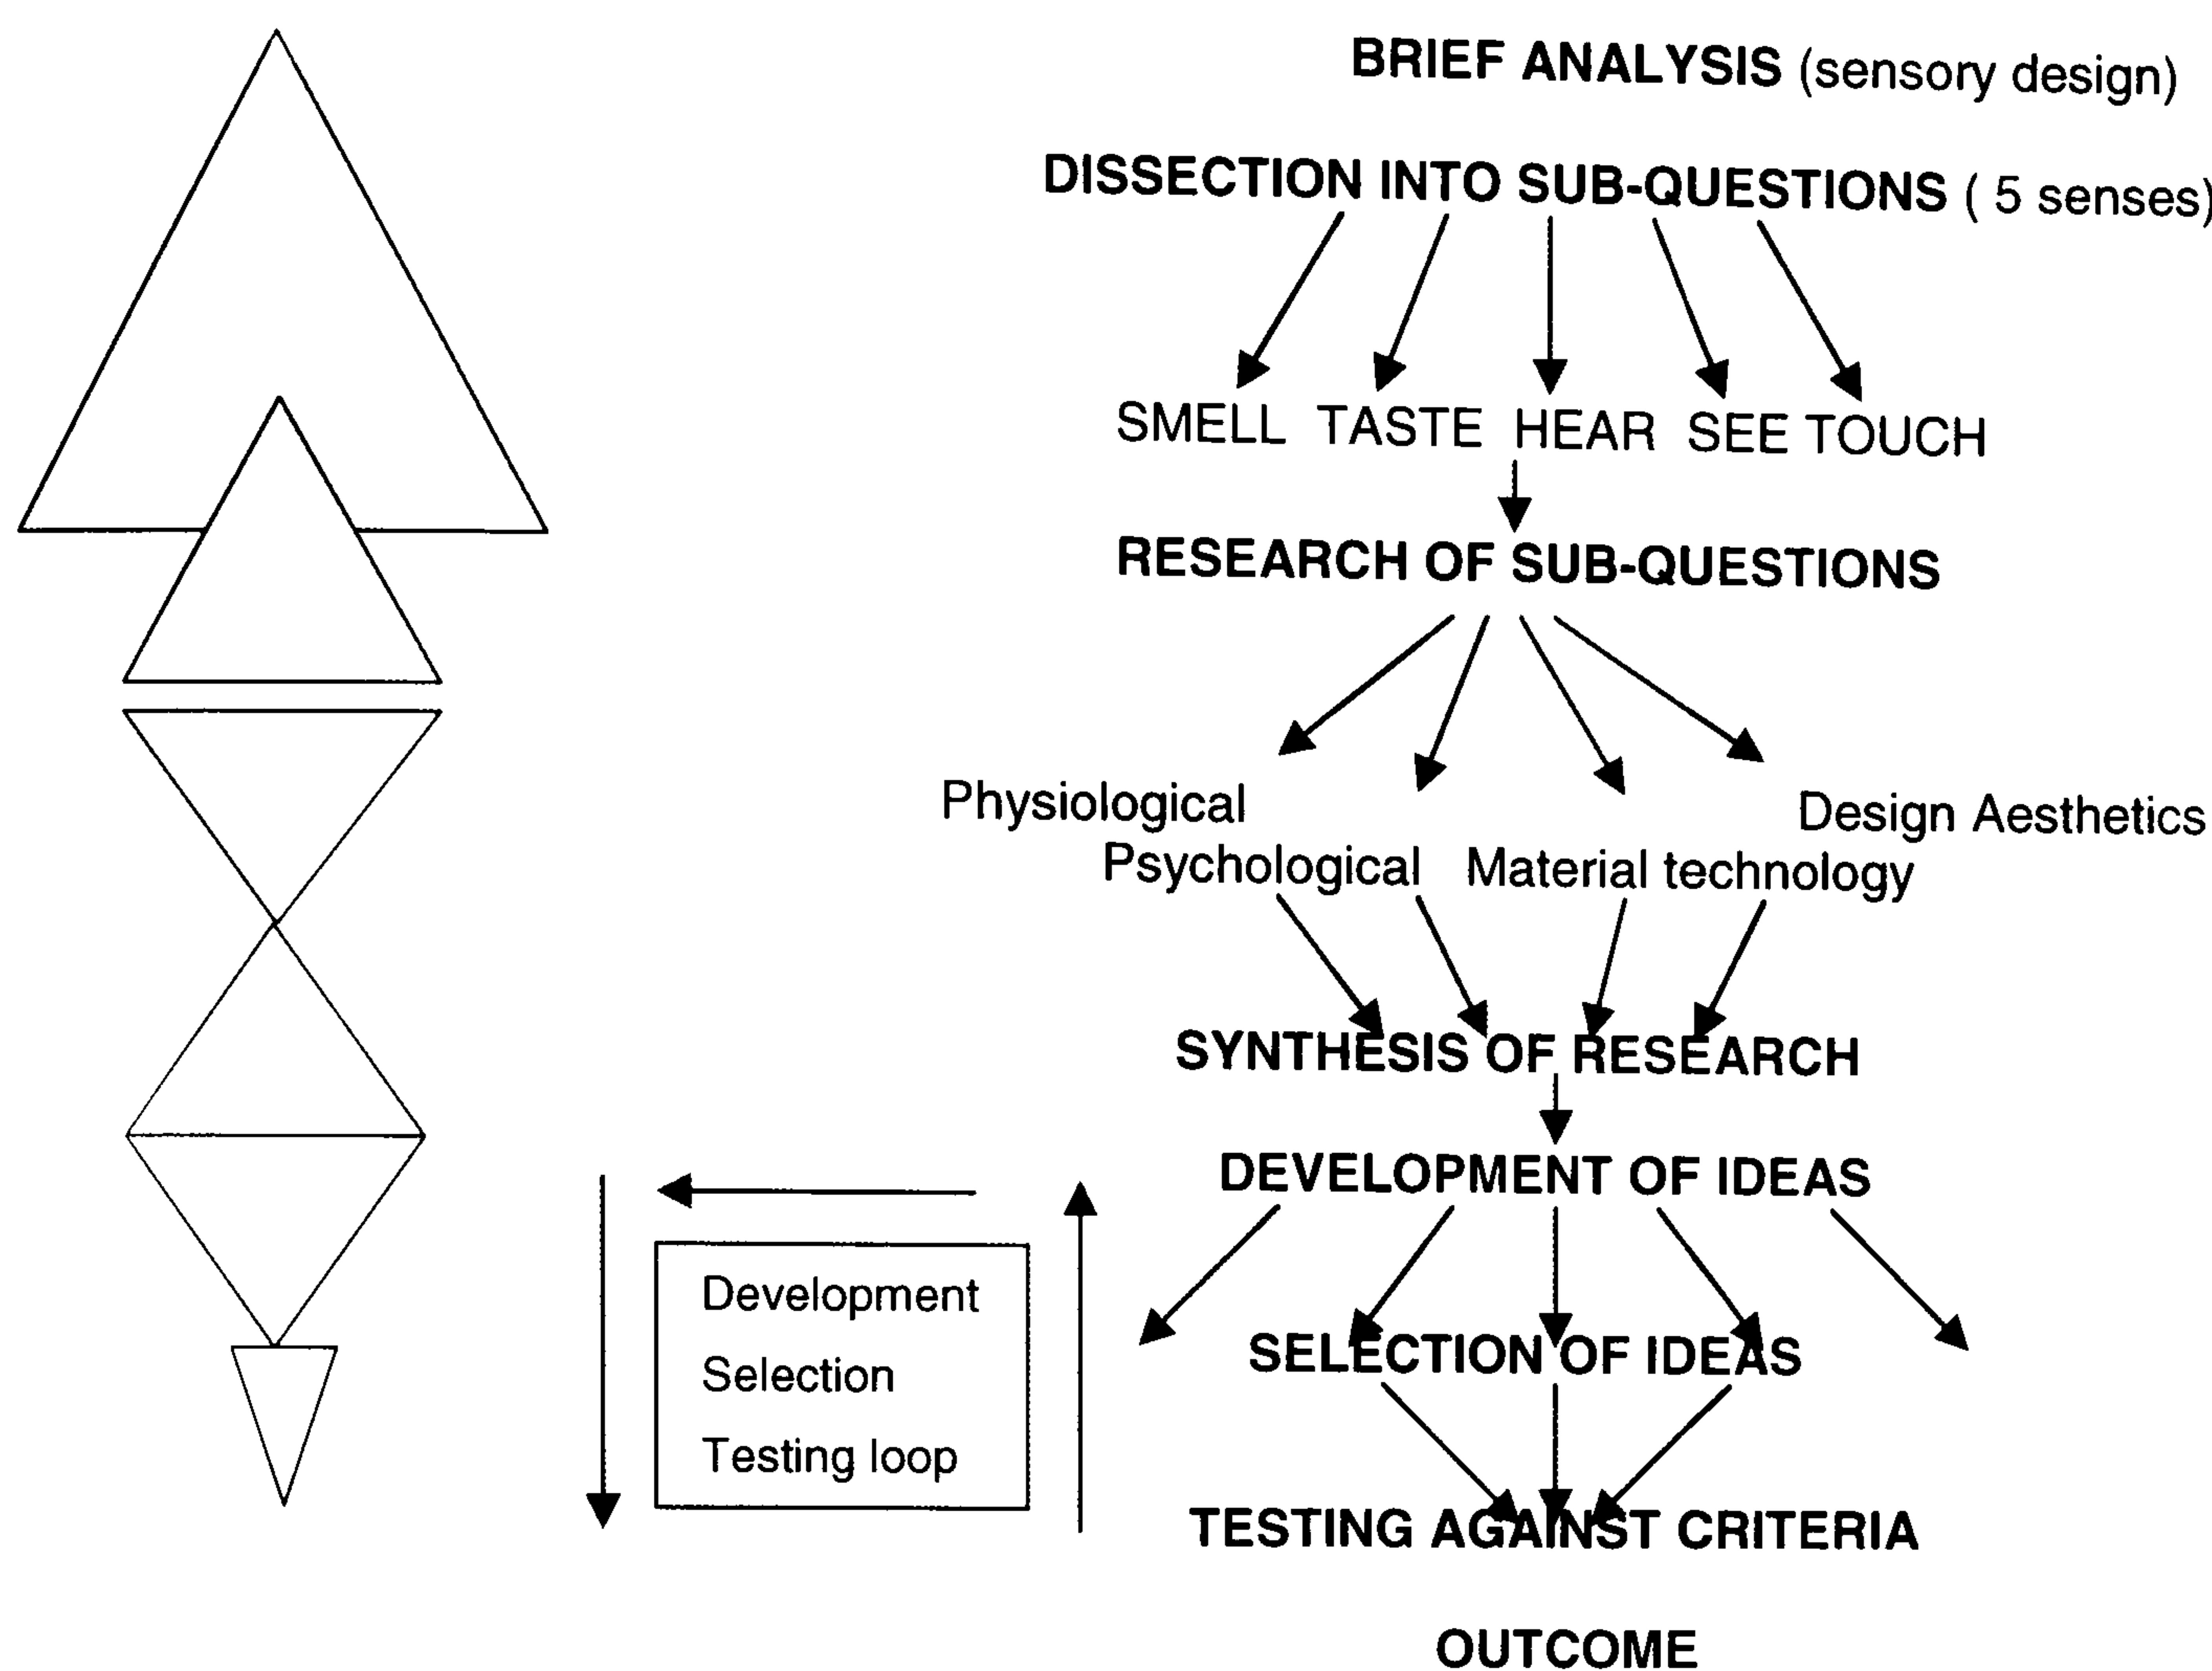 BRIEF ANALYSIS (sensory design)
DISSECTION INTO SUB-QUESTIONS ( 5 senses)
SMELL TASTE HEAR SEE TOUCH
RESEARCH OF SUB-QUESTIONS
Physiological
Design Aesthetics
Psychological Material technology
SYNTHESIS OF RESEARCH
DEVELOPMENT OF IDEAS
Development
Selection
Testing loop
SELECTION OF IDEAS
TESTING AGAINST CRITERIA
OUTCOME